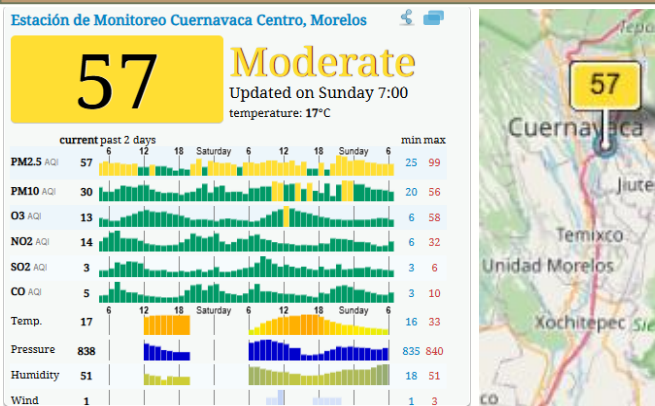 Estación de Monitoreo Cuernavaca Centro, Morelos
57
Moderate
Updated on Sunday 7:00
temperature: 17°C
current past 2 days
min max
6 12 18 Saturday 6 12 18 Sunday 6
PM2.5 AQI 57 25 99
PM10 AQI 30 20 56
O3 AQI 13 6 58
NO2 AQI 14 6 32
SO2 AQI 3 3 6
CO AQI 5 3 10
6 12 18 Saturday 6 12 18 Sunday 6
Temp. 17 16 33
Pressure 838 835 840
Humidity 51 18 51
Wind 1 1 3
57
Cuernavaca
Jiute
Temixco
Unidad Morelos
Xochitepec